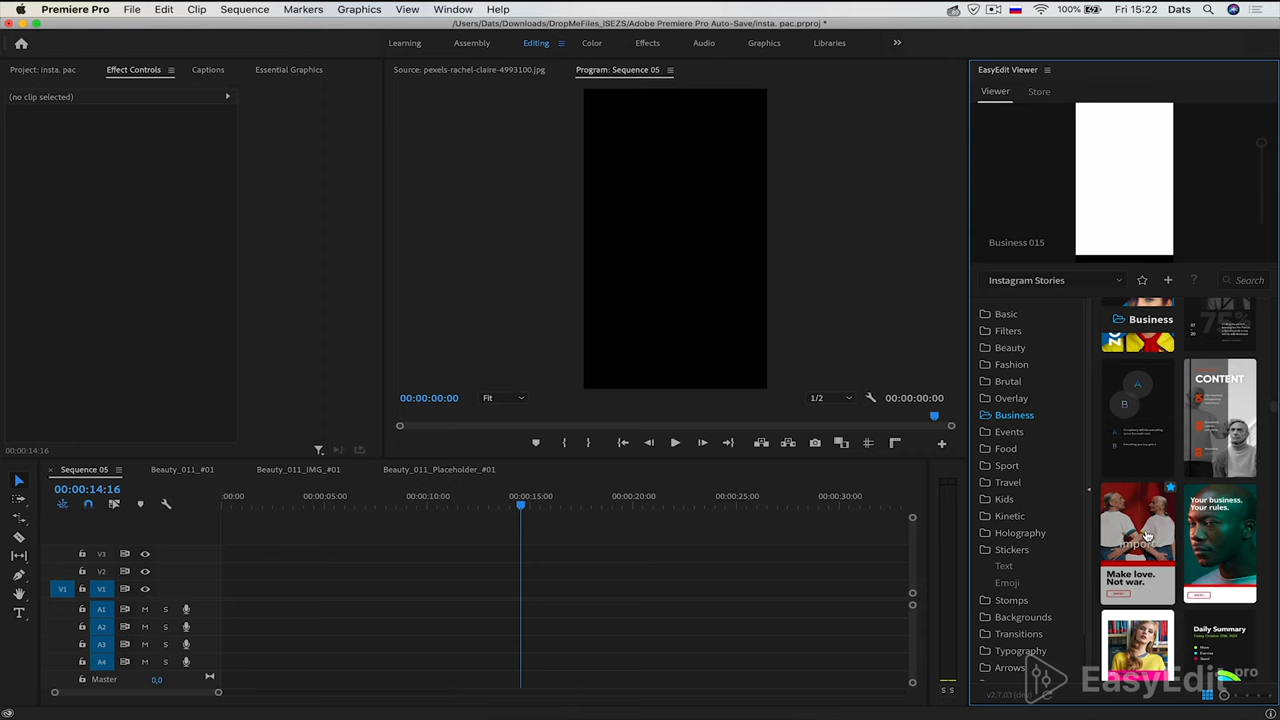 Premiere Pro File Edit Clip Sequence Markers Graphics View Window Help 100% Fri 15:22 Dats
/Users/Dats/Downloads/DropMeFiles_ISEZS/Adobe Premiere Pro Auto-Save/insta. pac.prproj *
Learning Assembly Editing Color Effects Audio Graphics Libraries
Project: insta. pac Effect Controls Captions Essential Graphics
Source: pexels-rachel-claire-4993100.jpg Program: Sequence 05
EasyEdit Viewer
Viewer Store
(no clip selected)
Business 015
Instagram Stories
Search
Basic
Filters
Beauty
Fashion
Brutal
Overlay
Business
Events
Food
Sport
Travel
Kids
Kinetic
Holography
Stickers
Text
Emoji
Stomps
Backgrounds
Transitions
Typography
Arrows
Business
75%
A
B
CONTENT
Import
Make love.
Not war.
Your business.
Your rules.
Daily Summary
00:00:00:00 Fit 1/2 00:00:00:00
00:00:14:16
Sequence 05 Beauty_011_#01 Beauty_011_IMG_#01 Beauty_011_Placeholder_#01
00:00:14:16
:00:00 00:00:05:00 00:00:10:00 00:00:15:00 00:00:20:00 00:00:25:00 00:00:30:00
V3
V2
V1 V1
A1 M S
A2 M S
A3 M S
A4 M S
Master 0,0
S S
v2.7.03 (dev)
EasyEdit pro